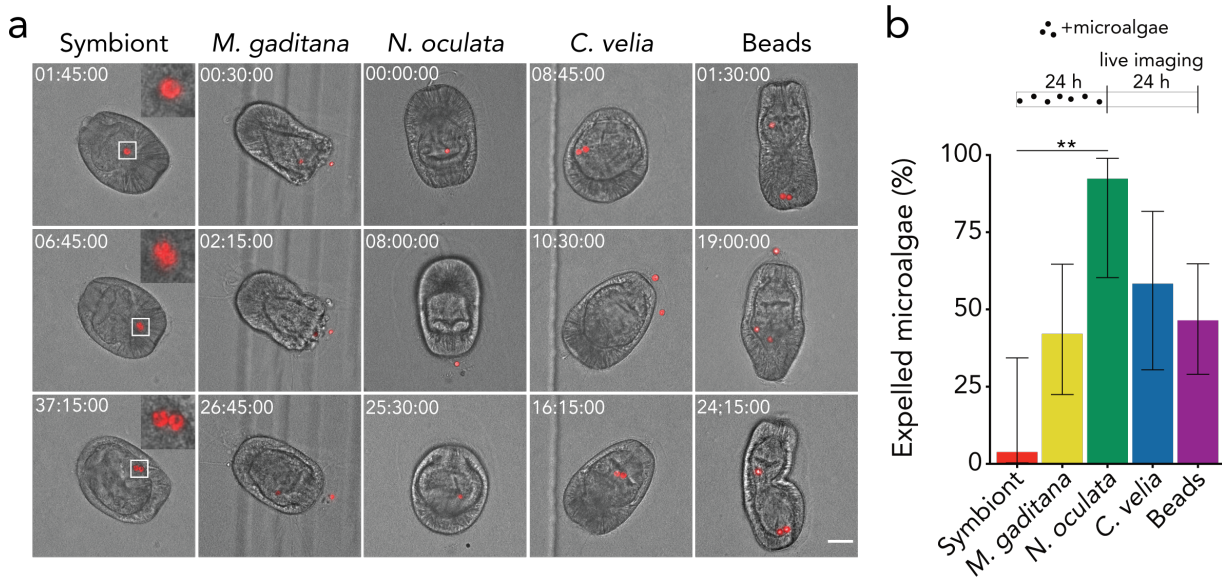 a
Symbiont
M. gaditana
N. oculata
C. velia
Beads
01:45:00
00:30:00
00:00:00
08:45:00
01:30:00
06:45:00
02:15:00
08:00:00
10:30:00
19:00:00
37:15:00
26:45:00
25:30:00
16:15:00
24:15:00
b
+microalgae
live imaging
24 h
24 h
**
Expelled microalgae (%)
100
75
50
25
0
Symbiont
M. gaditana
N. oculata
C. velia
Beads